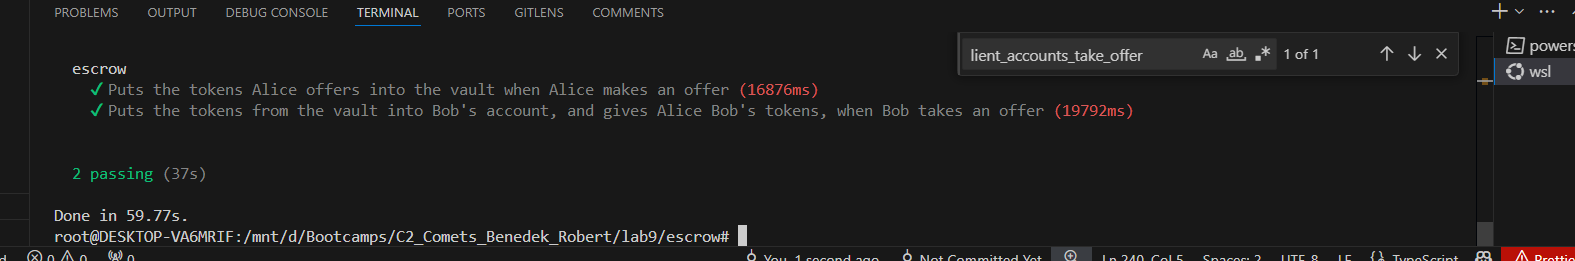 PROBLEMS OUTPUT DEBUG CONSOLE TERMINAL PORTS GITLENS COMMENTS
lient_accounts_take_offer Aa ab .* 1 of 1
powers
wsl
escrow
✓ Puts the tokens Alice offers into the vault when Alice makes an offer (16876ms)
✓ Puts the tokens from the vault into Bob's account, and gives Alice Bob's tokens, when Bob takes an offer (19792ms)
2 passing (37s)
Done in 59.77s.
root@DESKTOP-VA6MRIF:/mnt/d/Bootcamps/C2_Comets_Benedek_Robert/lab9/escrow#
0 0 0 You, 1 second ago Not Committed Yet Ln 240, Col 5 Spaces: 2 UTF-8 LF {} TypeScript Prettie